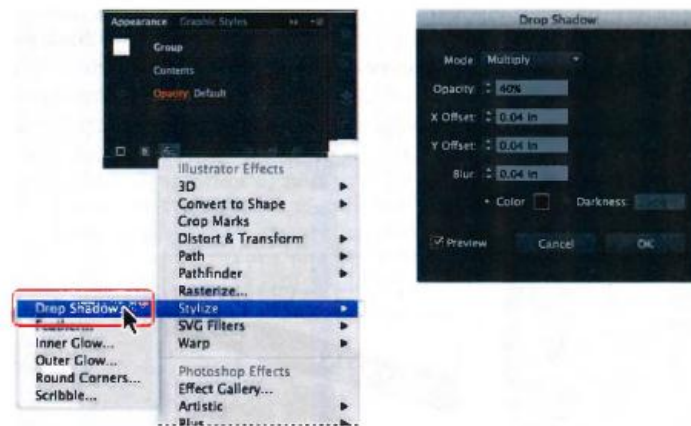 Appearance Graphic Styles
Group
Contents
Opacity: Default
Illustrator Effects
3D
Convert to Shape
Crop Marks
Distort & Transform
Path
Pathfinder
Rasterize...
Stylize
SVG Filters
Warp
Photoshop Effects
Effect Gallery...
Artistic
Blur
Drop Shadow...
Feather...
Inner Glow...
Outer Glow...
Round Corners...
Scribble...
Drop Shadow
Mode: Multiply
Opacity: 40%
X Offset: 0.04 in
Y Offset: 0.04 in
Blur: 0.04 in
Color Darkness:
Preview Cancel OK